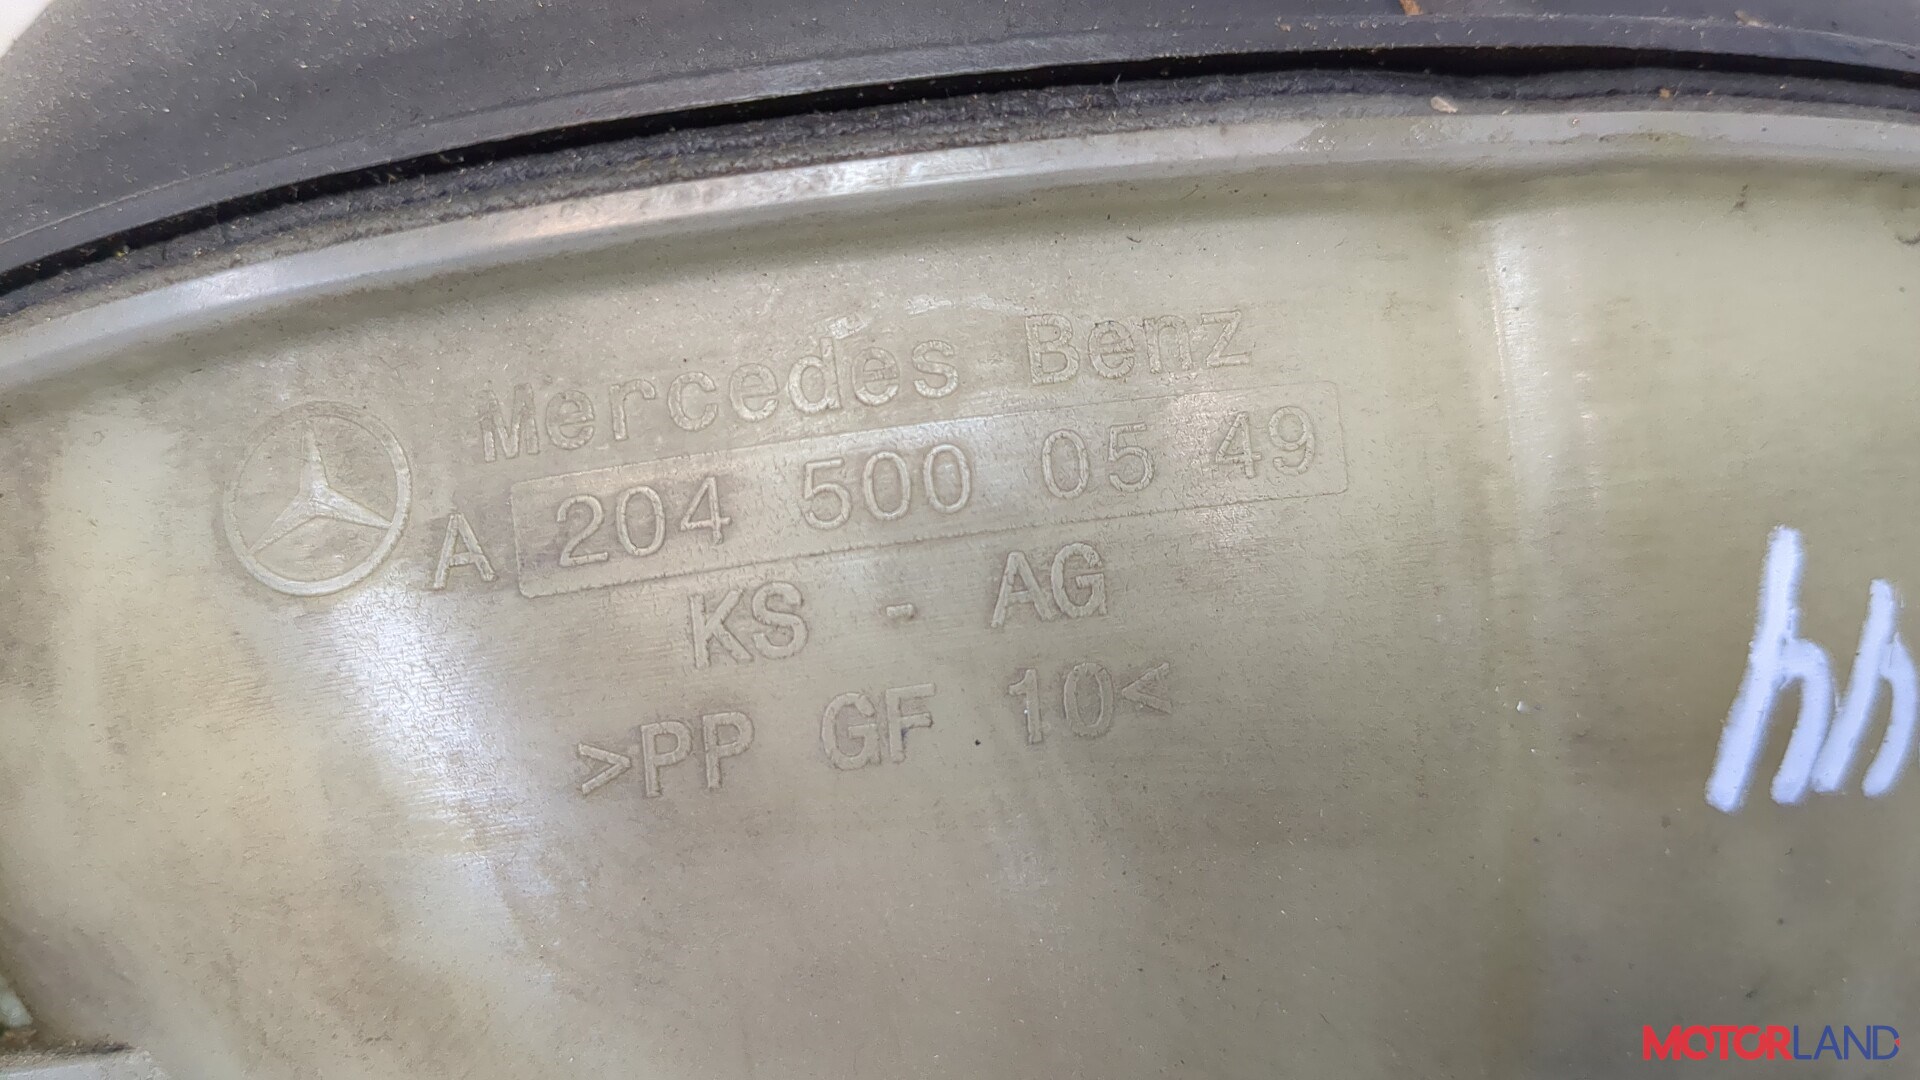 Mercedes Benz
A 204 500 05 49
KS - AG
>PP GF 10<
MOTORLAND